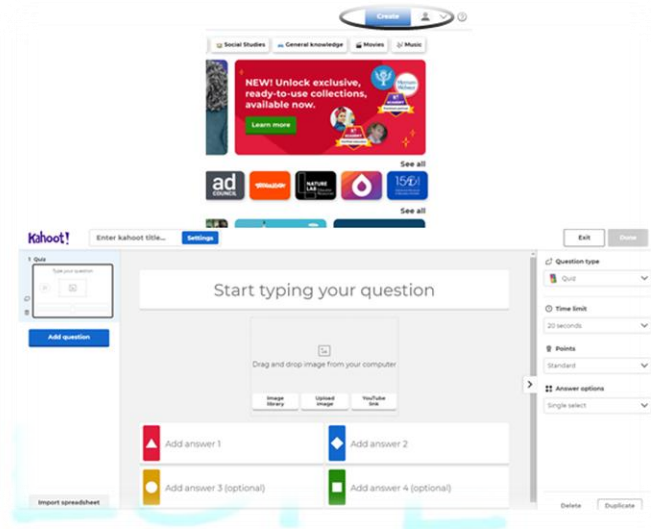 Create
Social Studies General knowledge Movies Music
NEW! Unlock exclusive,
ready-to-use collections,
available now.
Learn more
See all
ad
COUNCIL
NATURE
LAB
See all
Kahoot!
Enter kahoot title...
Settings
Exit
Done
1 Quiz
Type your question
Add question
Import spreadsheet
Start typing your question
Drag and drop image from your computer
Image
library
Upload
image
YouTube
link
Add answer 1
Add answer 2
Add answer 3 (optional)
Add answer 4 (optional)
Question type
Quiz
Time limit
20 seconds
Points
Standard
Answer options
Single select
Delete
Duplicate